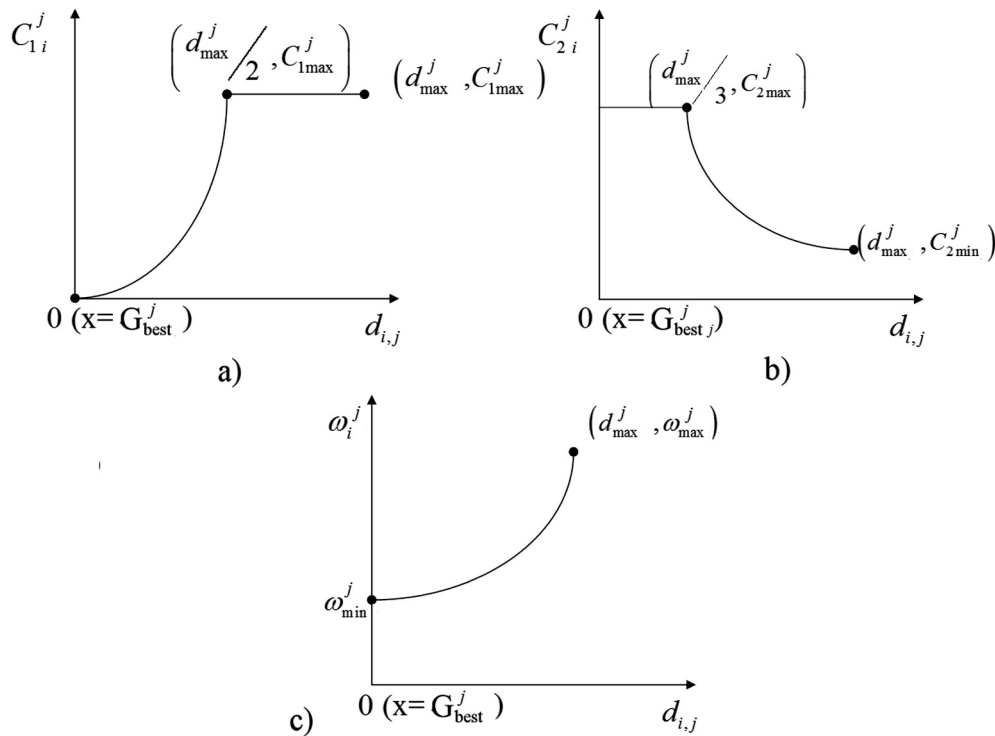 C_{1 i}^{j}
(d_{max}^{j}/2 , C_{1max}^{j})
(d_{max}^{j} , C_{1max}^{j})
0 (x= G_{best}^{j})
d_{i,j}
a)
C_{2 i}^{j}
(d_{max}^{j}/3 , C_{2max}^{j})
(d_{max}^{j} , C_{2min}^{j})
0 (x= G_{best j}^{j})
d_{i,j}
b)
ω_{i}^{j}
(d_{max}^{j} , ω_{max}^{j})
ω_{min}^{j}
0 (x= G_{best}^{j})
d_{i,j}
c)